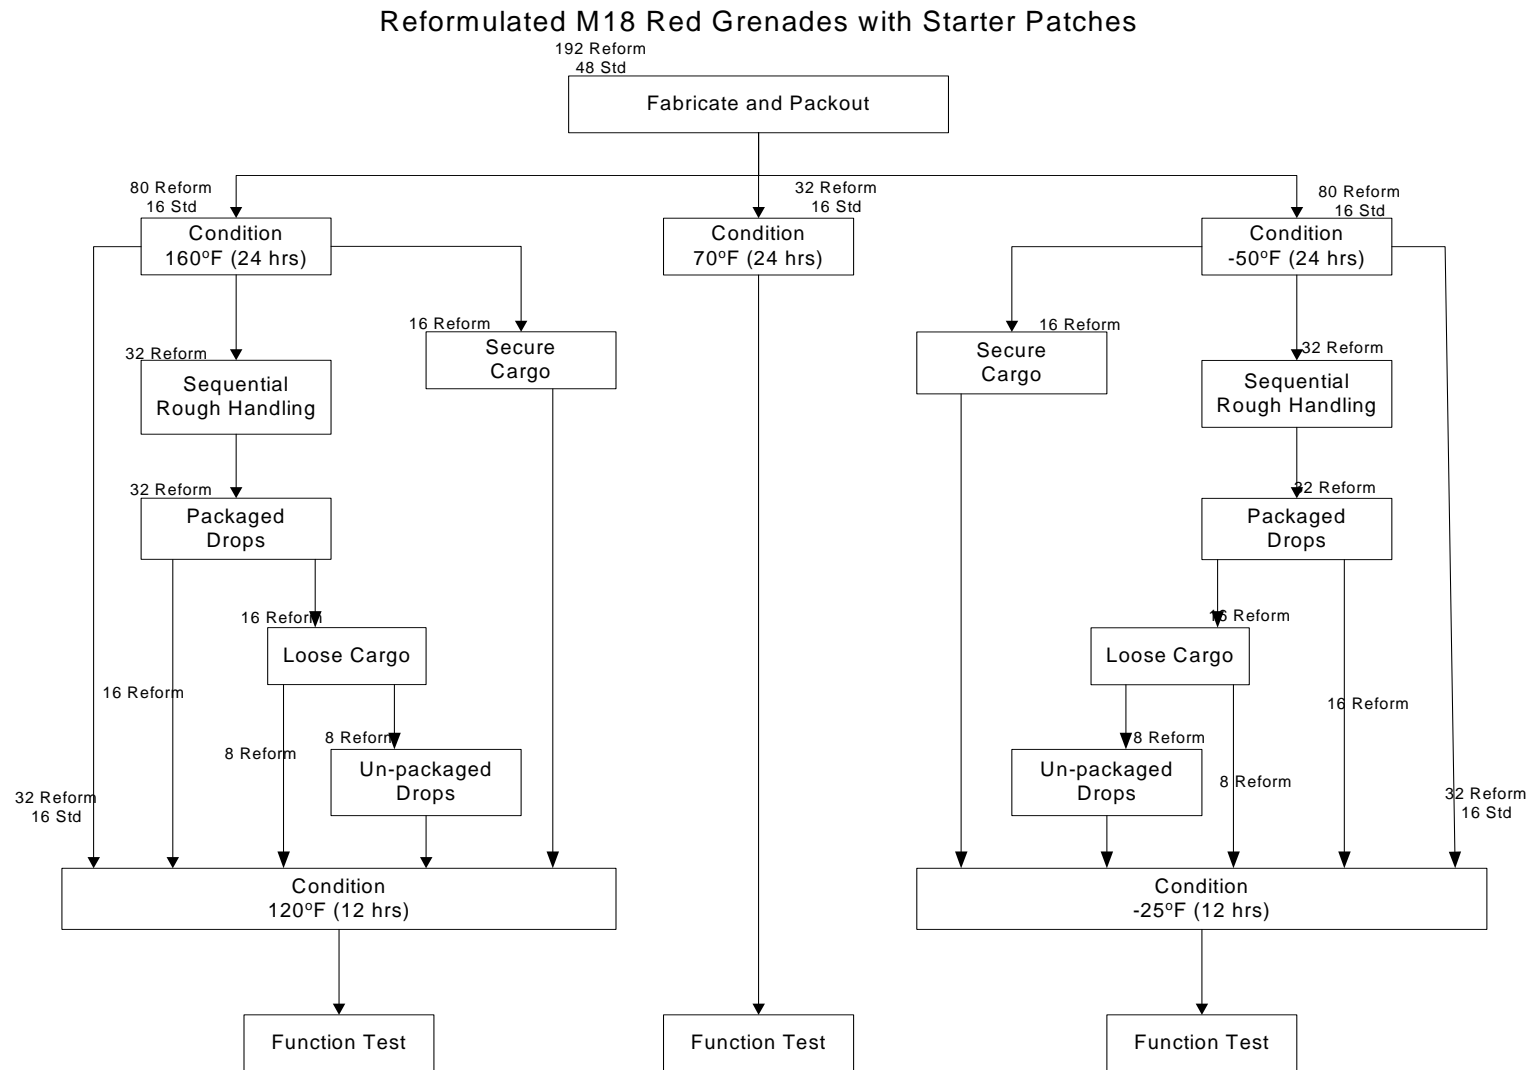 Reformulated M18 Red Grenades with Starter Patches
192 Reform
48 Std
Fabricate and Packout
80 Reform
16 Std
32 Reform
16 Std
80 Reform
16 Std
Condition
160ºF (24 hrs)
Condition
70ºF (24 hrs)
Condition
-50ºF (24 hrs)
16 Reform
Secure
Cargo
16 Reform
Secure
Cargo
32 Reform
Sequential
Rough Handling
32 Reform
Sequential
Rough Handling
32 Reform
Packaged
Drops
32 Reform
Packaged
Drops
16 Reform
Loose Cargo
16 Reform
Loose Cargo
16 Reform
16 Reform
8 Reform
8 Reform
Un-packaged
Drops
8 Reform
Un-packaged
Drops
8 Reform
32 Reform
16 Std
32 Reform
16 Std
Condition
120ºF (12 hrs)
Condition
-25ºF (12 hrs)
Function Test
Function Test
Function Test